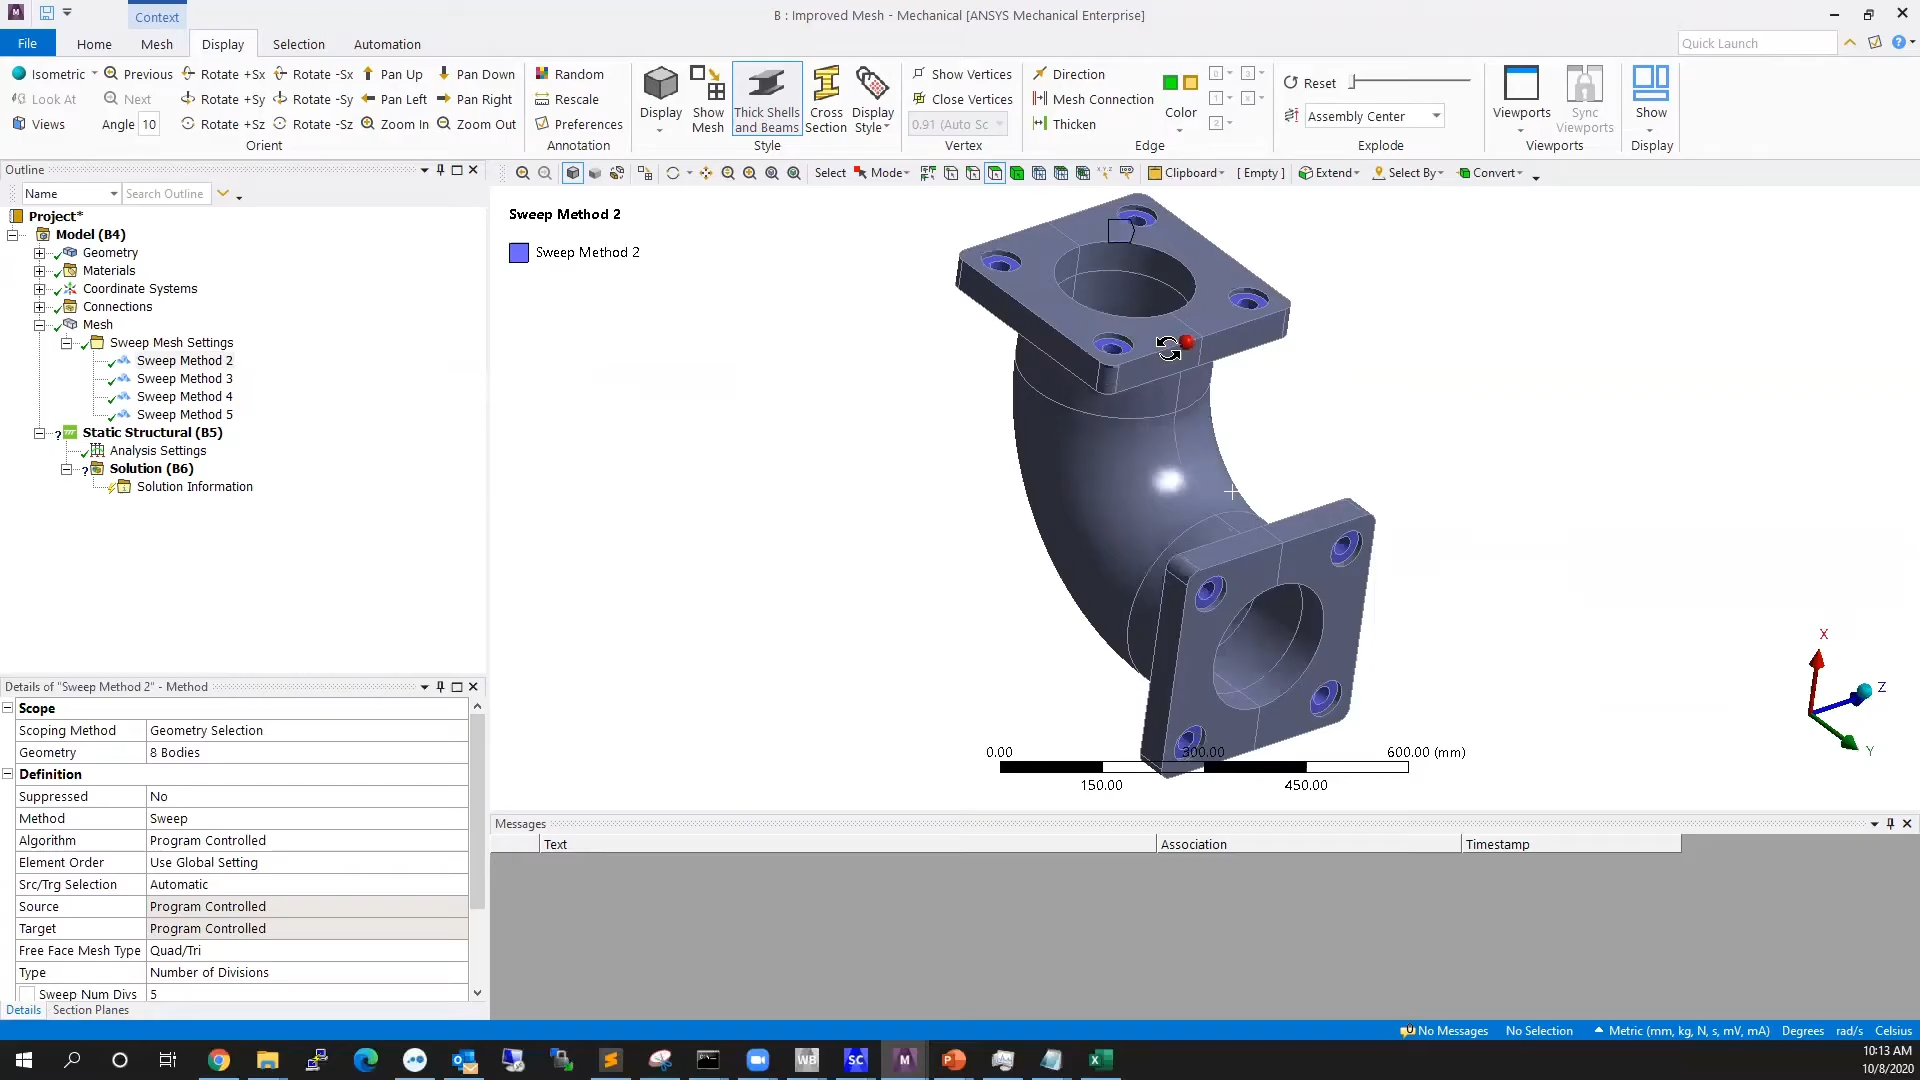 Context
B : Improved Mesh - Mechanical [ANSYS Mechanical Enterprise]
File Home Mesh Display Selection Automation
Quick Launch
Isometric Previous Rotate +Sx Rotate -Sx Pan Up Pan Down
Look At Next Rotate +Sy Rotate -Sy Pan Left Pan Right
Views Angle 10 Rotate +Sz Rotate -Sz Zoom In Zoom Out
Orient
Random
Rescale
Preferences
Annotation
Display
Show Mesh
Thick Shells and Beams
Cross Section
Display Style
Style
Show Vertices
Close Vertices
0.91 (Auto Sc
Vertex
Direction
Mesh Connection
Thicken
Color
Edge
Reset
Assembly Center
Explode
Viewports
Sync Viewports
Viewports
Show
Display
Outline
Name Search Outline
Select Mode Clipboard [ Empty ] Extend Select By Convert
Project*
Model (B4)
Geometry
Materials
Coordinate Systems
Connections
Mesh
Sweep Mesh Settings
Sweep Method 2
Sweep Method 3
Sweep Method 4
Sweep Method 5
Static Structural (B5)
Analysis Settings
Solution (B6)
Solution Information
Sweep Method 2
Sweep Method 2
0.00 300.00 600.00 (mm)
150.00 450.00
X
Z
Y
Details of "Sweep Method 2" - Method
Scope
Scoping Method Geometry Selection
Geometry 8 Bodies
Definition
Suppressed No
Method Sweep
Algorithm Program Controlled
Element Order Use Global Setting
Src/Trg Selection Automatic
Source Program Controlled
Target Program Controlled
Free Face Mesh Type Quad/Tri
Type Number of Divisions
Sweep Num Divs 5
Details Section Planes
Messages
Text Association Timestamp
No Messages No Selection Metric (mm, kg, N, s, mV, mA) Degrees rad/s Celsius
WB SC M
10:13 AM
10/8/2020